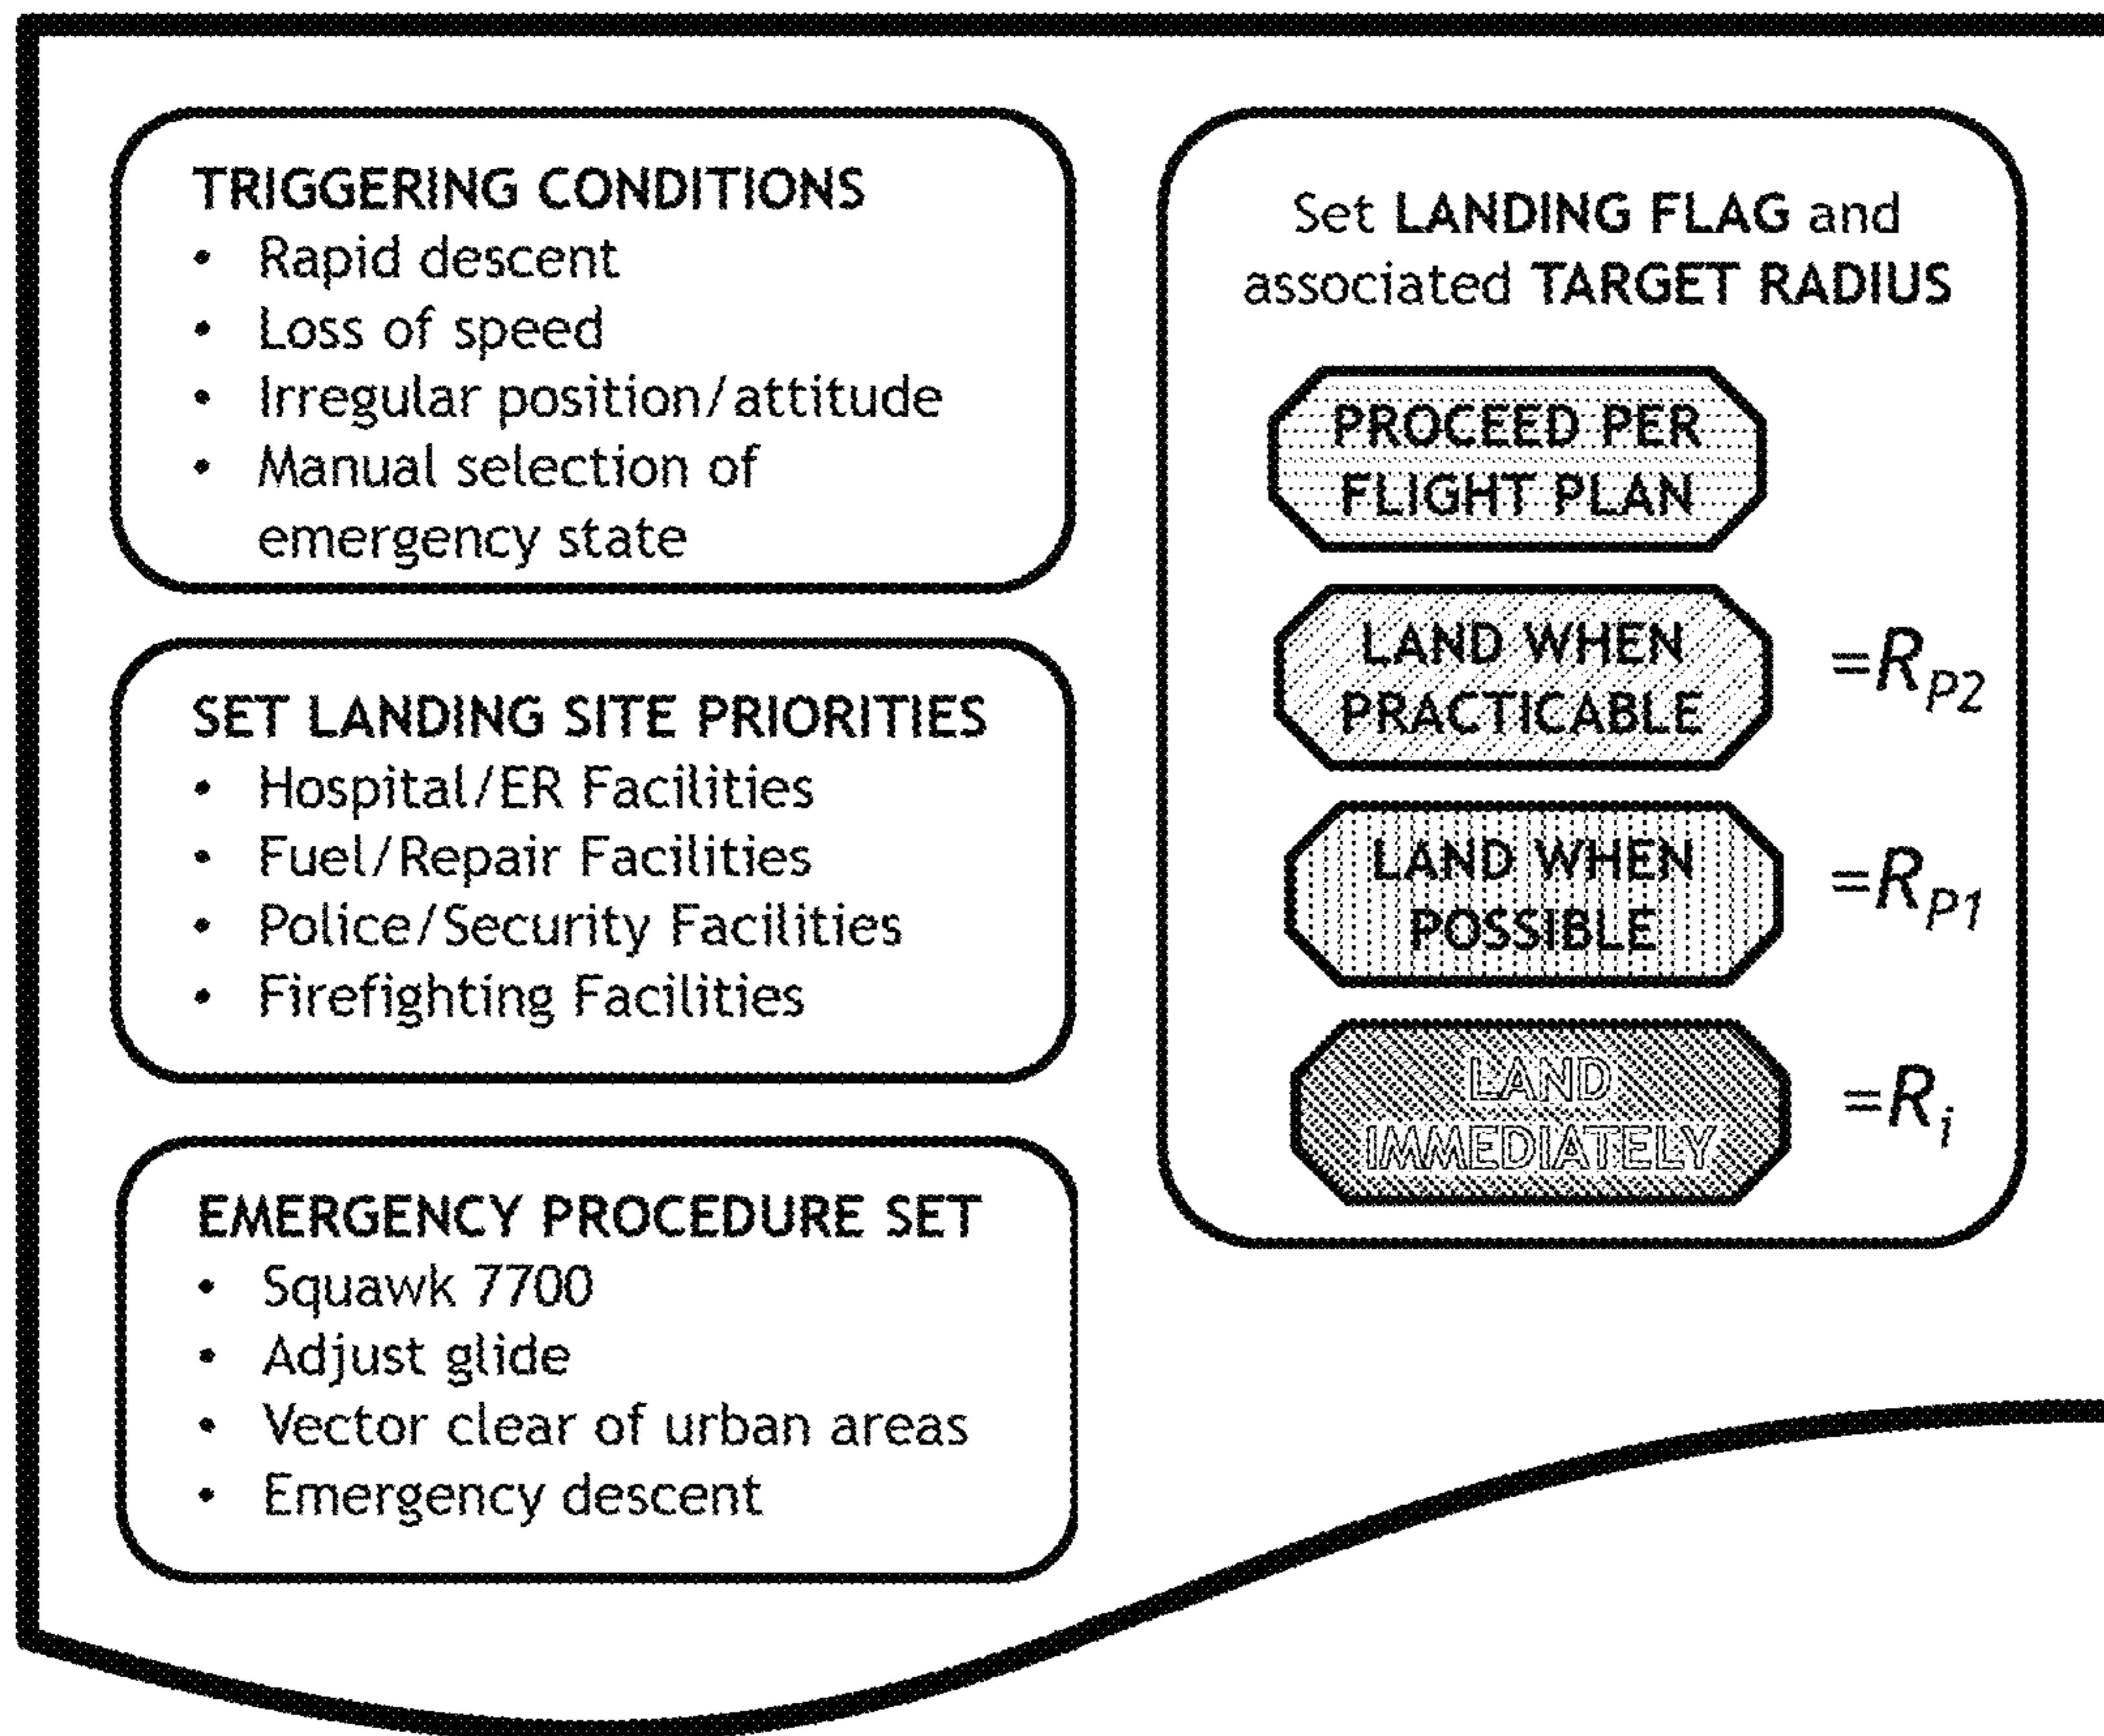 TRIGGERING CONDITIONS
• Rapid descent
• Loss of speed
• Irregular position/attitude
• Manual selection of
emergency state
SET LANDING SITE PRIORITIES
• Hospital/ER Facilities
• Fuel/Repair Facilities
• Police/Security Facilities
• Firefighting Facilities
EMERGENCY PROCEDURE SET
• Squawk 7700
• Adjust glide
• Vector clear of urban areas
• Emergency descent
Set LANDING FLAG and
associated TARGET RADIUS
PROCEED PER
FLIGHT PLAN
LAND WHEN
PRACTICABLE
=RP2
LAND WHEN
POSSIBLE
=RP1
LAND
IMMEDIATELY
=Ri